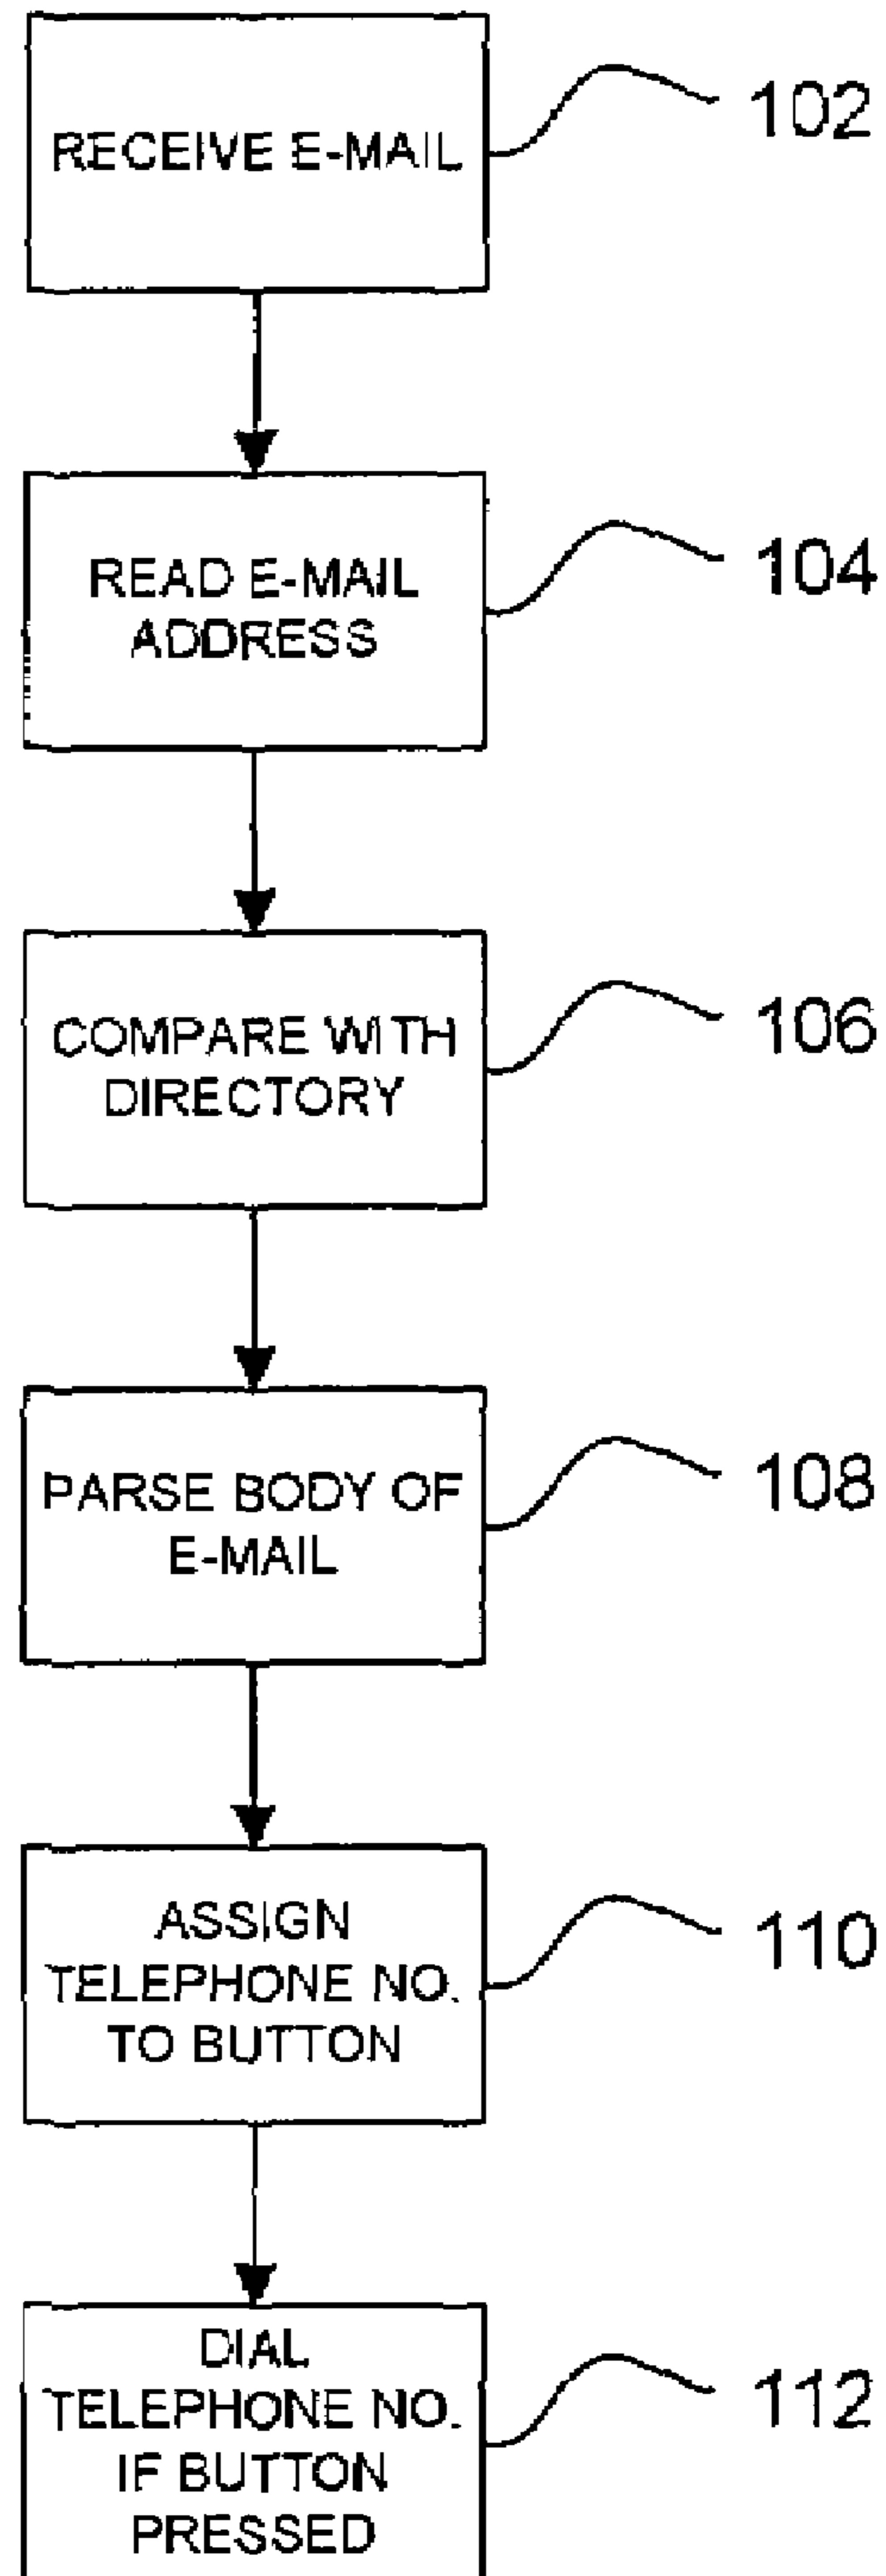 RECEIVE E-MAIL
102
READ E-MAIL
ADDRESS
104
COMPARE WITH
DIRECTORY
106
PARSE BODY OF
E-MAIL
108
ASSIGN
TELEPHONE NO.
TO BUTTON
110
DIAL
TELEPHONE NO.
IF BUTTON
PRESSED
112